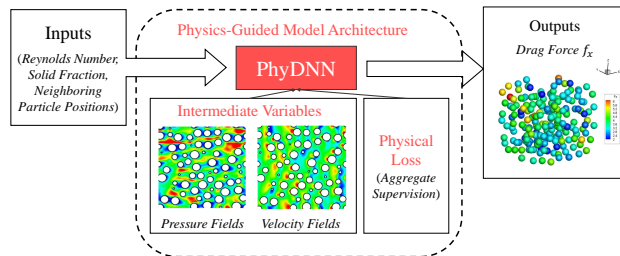 Inputs
(Reynolds Number,
Solid Fraction,
Neighboring
Particle Positions)
Physics-Guided Model Architecture
PhyDNN
Intermediate Variables
Pressure Fields
Velocity Fields
Physical
Loss
(Aggregate
Supervision)
Outputs
Drag Force fₓ